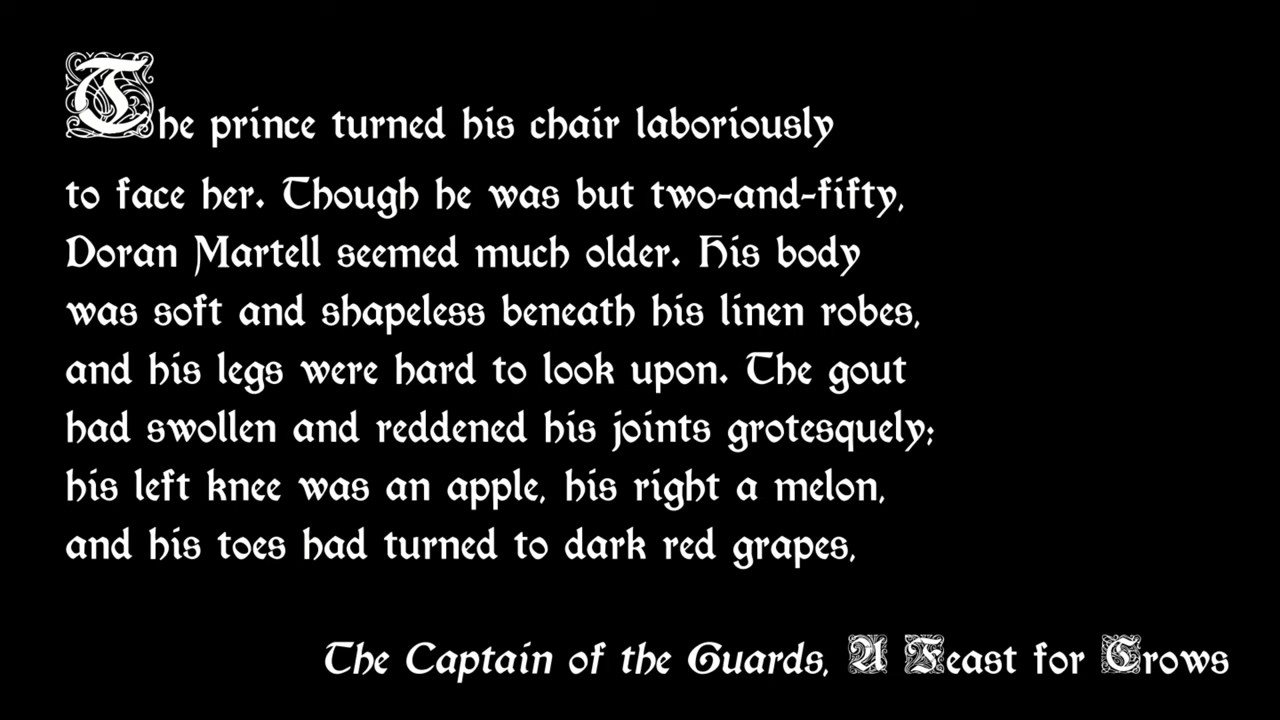 The prince turned his chair laboriously
to face her. Though he was but two-and-fifty,
Doran Martell seemed much older. His body
was soft and shapeless beneath his linen robes,
and his legs were hard to look upon. The gout
had swollen and reddened his joints grotesquely;
his left knee was an apple, his right a melon,
and his toes had turned to dark red grapes,
The Captain of the Guards, A Feast for Crows